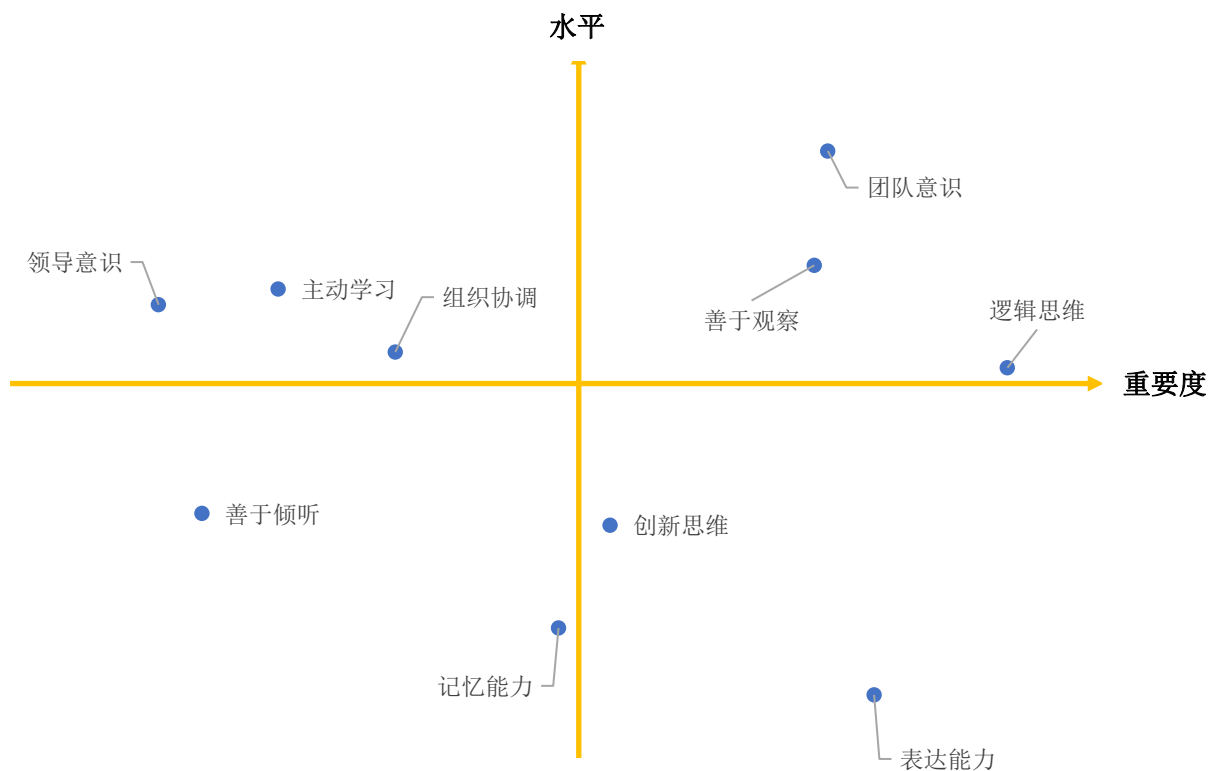 水平
团队意识
领导意识
主动学习
组织协调
善于观察
逻辑思维
重要度
善于倾听
创新思维
记忆能力
表达能力